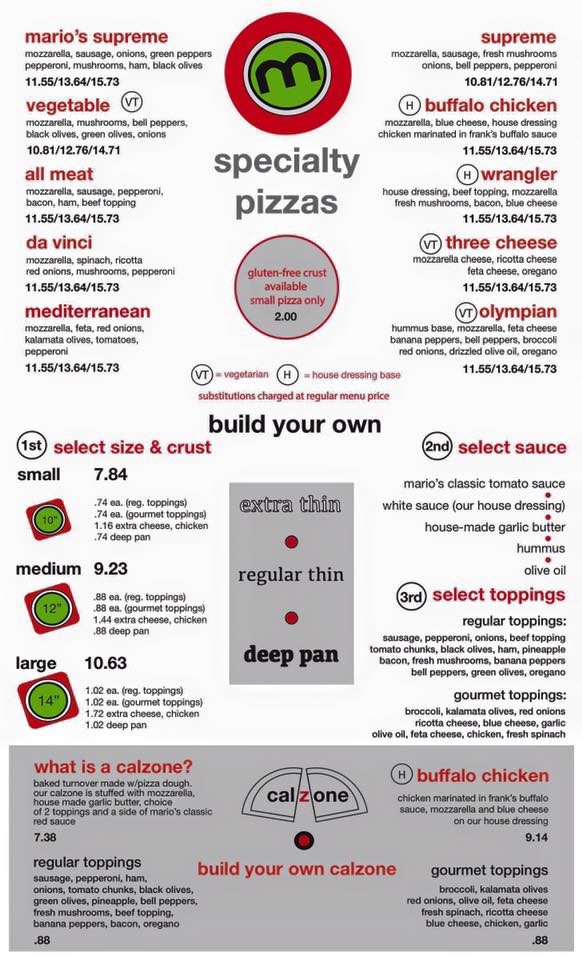 m
specialty
pizzas
mario's supreme
mozzarella, sausage, onions, green peppers
pepperoni, mushrooms, ham, black olives
11.55/13.64/15.73
vegetable VT
mozzarella, mushrooms, bell peppers,
black olives, green olives, onions
10.81/12.76/14.71
all meat
mozzarella, sausage, pepperoni,
bacon, ham, beef topping
11.55/13.64/15.73
da vinci
mozzarella, spinach, ricotta
red onions, mushrooms, pepperoni
11.55/13.64/15.73
mediterranean
mozzarella, feta, red onions,
kalamata olives, tomatoes,
pepperoni
11.55/13.64/15.73
supreme
mozzarella, sausage, fresh mushrooms
onions, bell peppers, pepperoni
10.81/12.76/14.71
H buffalo chicken
mozzarella, blue cheese, house dressing
chicken marinated in frank's buffalo sauce
11.55/13.64/15.73
H wrangler
house dressing, beef topping, mozzarella
fresh mushrooms, bacon, blue cheese
11.55/13.64/15.73
VT three cheese
mozzarella cheese, ricotta cheese
feta cheese, oregano
11.55/13.64/15.73
VT olympian
hummus base, mozzarella, feta cheese
banana peppers, bell peppers, broccoli
red onions, drizzled olive oil, oregano
11.55/13.64/15.73
gluten-free crust
available
small pizza only
2.00
VT = vegetarian H = house dressing base
substitutions charged at regular menu price
build your own
1st select size & crust
small 7.84
10"
.74 ea. (reg. toppings)
.74 ea. (gourmet toppings)
1.16 extra cheese, chicken
.74 deep pan
medium 9.23
12"
.88 ea. (reg. toppings)
.88 ea. (gourmet toppings)
1.44 extra cheese, chicken
.88 deep pan
large 10.63
14"
1.02 ea. (reg. toppings)
1.02 ea. (gourmet toppings)
1.72 extra cheese, chicken
1.02 deep pan
extra thin
regular thin
deep pan
2nd select sauce
mario's classic tomato sauce
white sauce (our house dressing)
house-made garlic butter
hummus
olive oil
3rd select toppings
regular toppings:
sausage, pepperoni, onions, beef topping
tomato chunks, black olives, ham, pineapple
bacon, fresh mushrooms, banana peppers
bell peppers, green olives, oregano
gourmet toppings:
broccoli, kalamata olives, red onions
ricotta cheese, blue cheese, garlic
olive oil, feta cheese, chicken, fresh spinach
what is a calzone?
baked turnover made w/pizza dough.
our calzone is stuffed with mozzarella,
house made garlic butter, choice
of 2 toppings and a side of mario's classic
red sauce
7.38
calzone
H buffalo chicken
chicken marinated in frank's buffalo
sauce, mozzarella and blue cheese
on our house dressing
9.14
build your own calzone
regular toppings
sausage, pepperoni, ham,
onions, tomato chunks, black olives,
green olives, pineapple, bell peppers,
fresh mushrooms, beef topping,
banana peppers, bacon, oregano
.88
gourmet toppings
broccoli, kalamata olives
red onions, olive oil, feta cheese
fresh spinach, ricotta cheese
blue cheese, chicken, garlic
.88